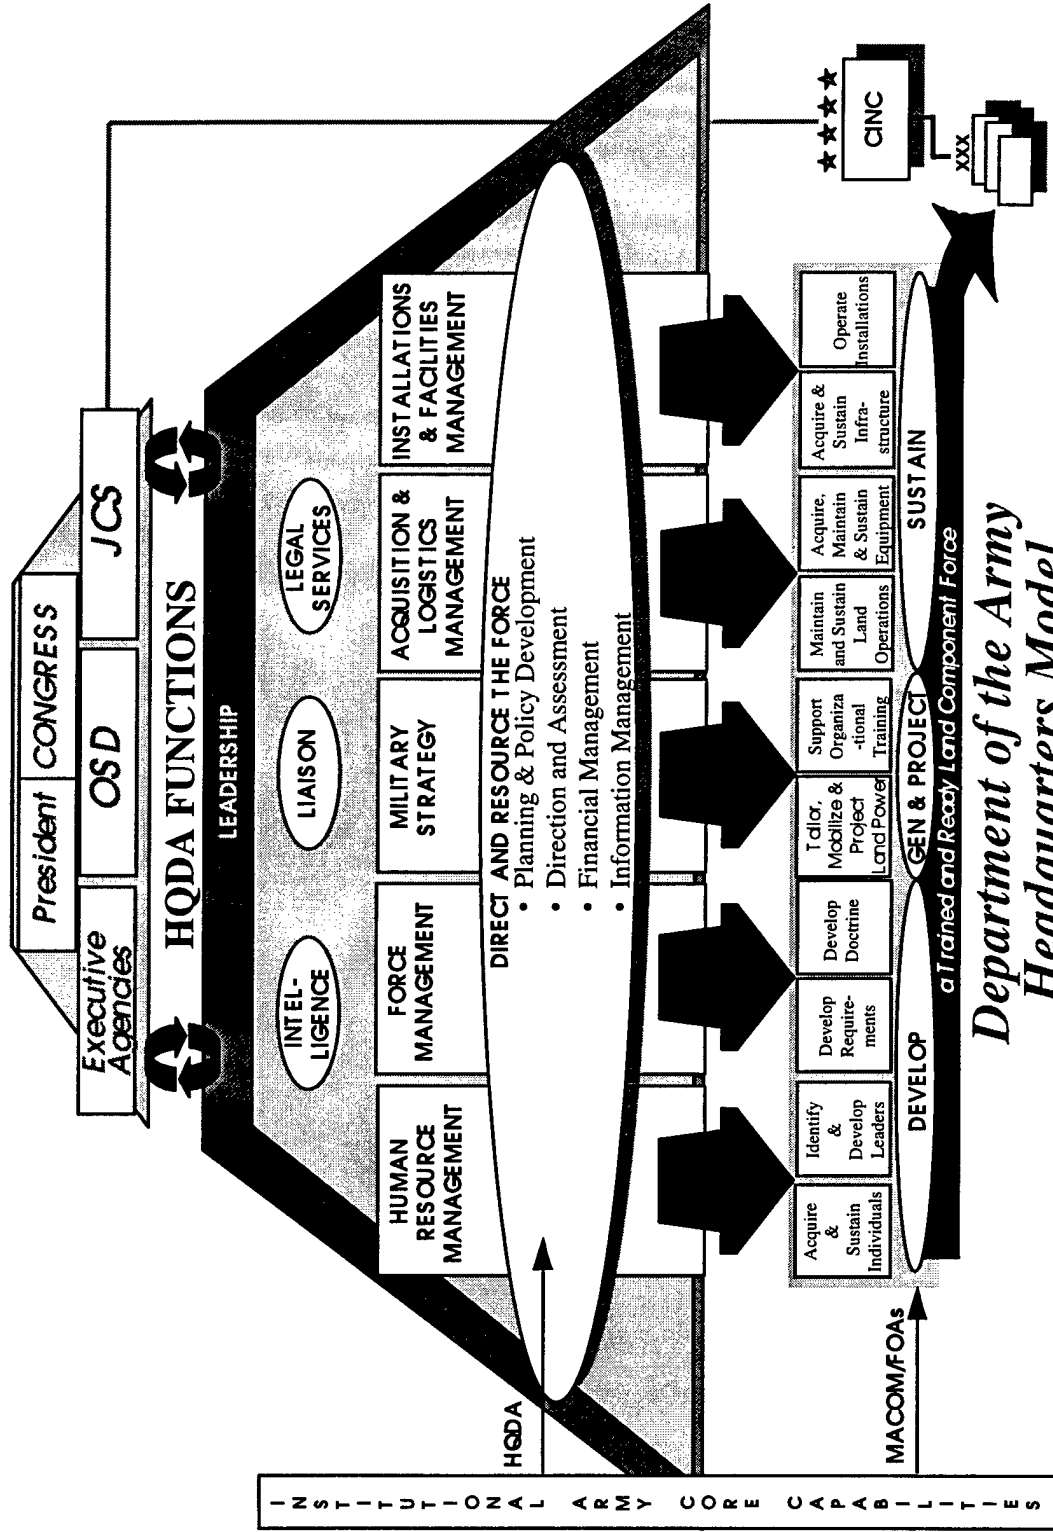 President
CONGRESS
Executive
Agencies
OSD
JCS
HQDA FUNCTIONS
LEADERSHIP
INTEL-
LIGENCE
LIAISON
LEGAL
SERVICES
HUMAN
RESOURCE
MANAGEMENT
FORCE
MANAGEMENT
MILITARY
STRATEGY
ACQUISITION &
LOGISTICS
MANAGEMENT
INSTALLATIONS
& FACILITIES
MANAGEMENT
DIRECT AND RESOURCE THE FORCE
• Planning & Policy Development
• Direction and Assessment
• Financial Management
• Information Management
INSTITUTIONAL ARMY CORE CAPABILITIES
HQDA
MACOM/FOAs
Acquire
&
Sustain
Individuals
Identify
&
Develop
Leaders
Develop
Require-
ments
Develop
Doctrine
Tailor,
Mobilize &
Project
Land Power
Support
Organiza
-tional
Training
Maintain
and Sustain
Land
Operations
Acquire,
Maintain
& Sustain
Equipment
Acquire &
Sustain
Infra-
structure
Operate
Installations
DEVELOP
GEN & PROJECT
SUSTAIN
a Trained and Ready Land Component Force
CINC
XXX
Department of the Army
Headquarters Model